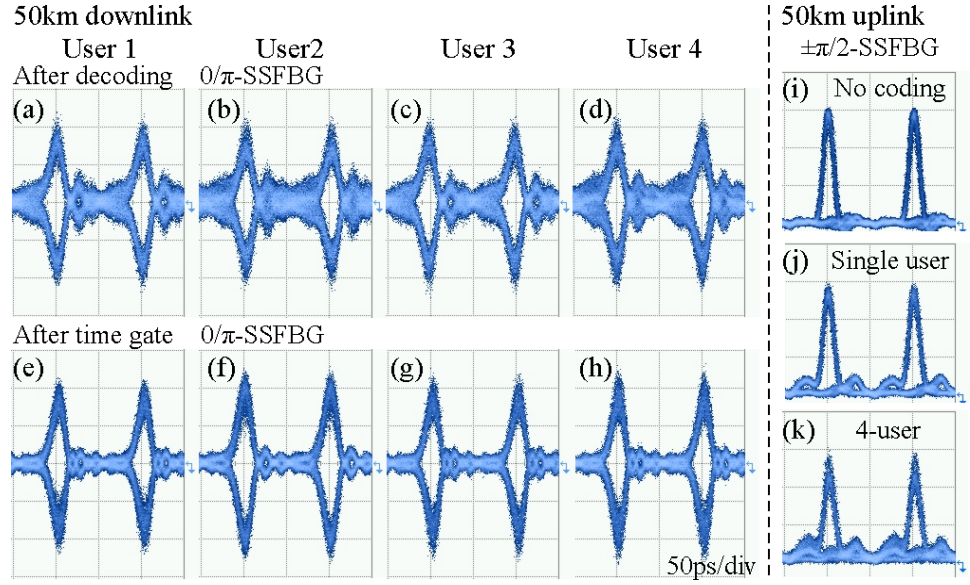 50km downlink
50km uplink
User 1
User2
User 3
User 4
±π/2-SSFBG
After decoding
0/π-SSFBG
(a)
(b)
(c)
(d)
(i)
No coding
(j)
Single user
After time gate
0/π-SSFBG
(e)
(f)
(g)
(h)
50ps/div
(k)
4-user